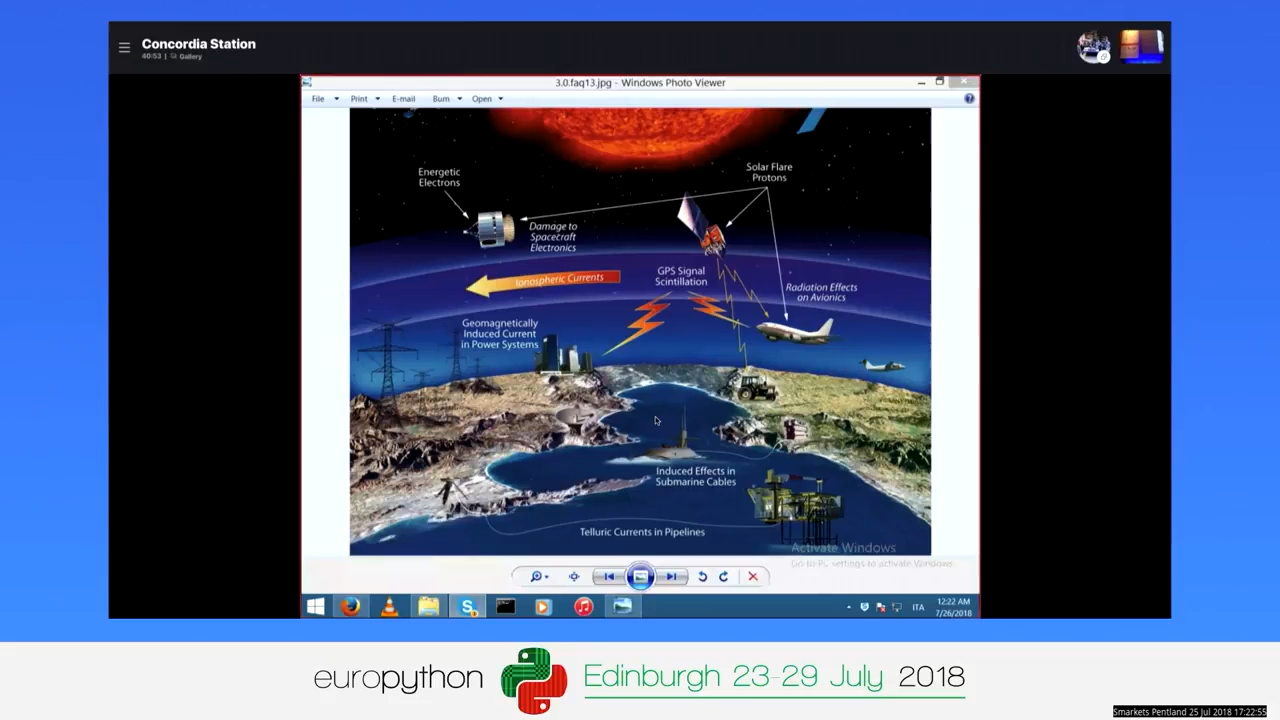 Concordia Station
40:53 | Gallery
3.0.faq13.jpg - Windows Photo Viewer
File Print E-mail Burn Open
Energetic
Electrons
Solar Flare
Protons
Damage to
Spacecraft
Electronics
Ionospheric Currents
GPS Signal
Scintillation
Radiation Effects
on Avionics
Geomagnetically
Induced Current
in Power Systems
Induced Effects in
Submarine Cables
Telluric Currents in Pipelines
Activate Windows
Go to PC settings to activate Windows.
ITA
12:22 AM
7/26/2018
europython
Edinburgh 23-29 July 2018
Smarkets Pentland 25 Jul 2018 17:22:55